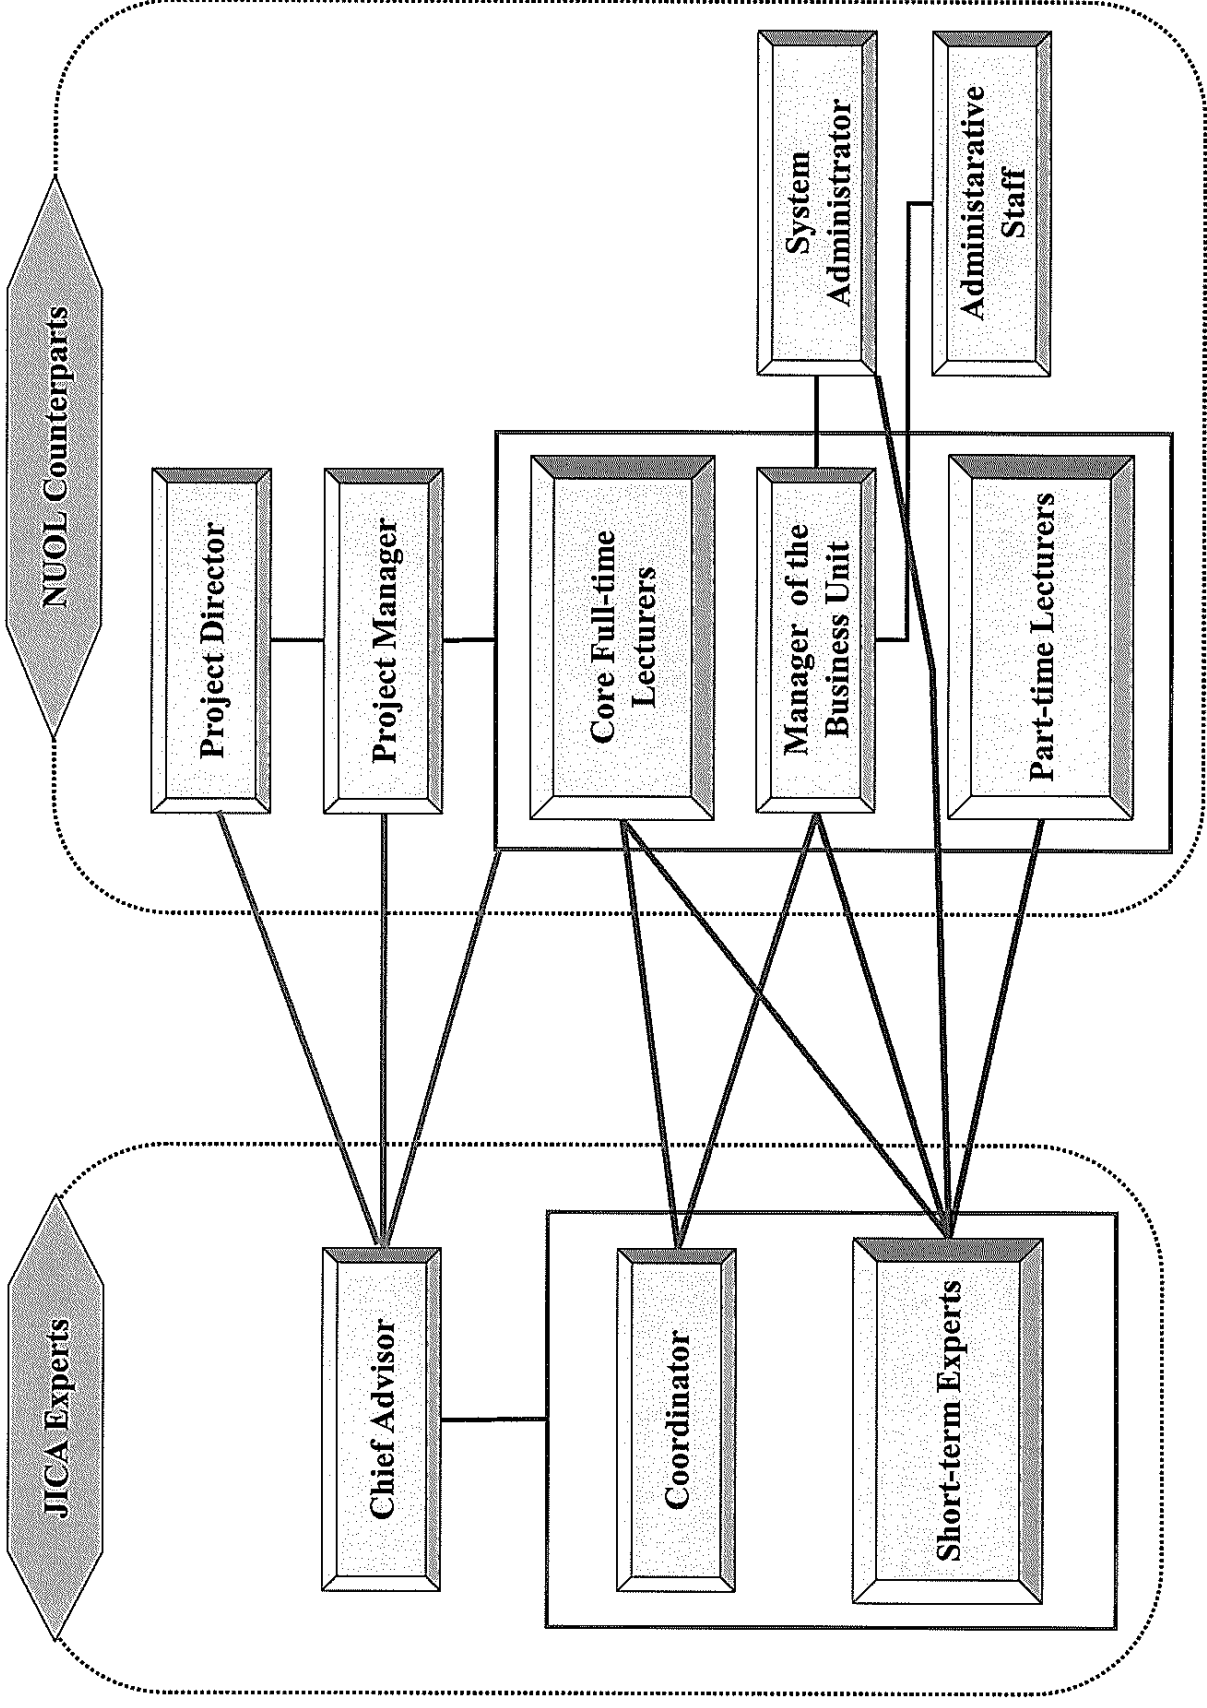 JICA Experts
NUOL Counterparts
Chief Advisor
Coordinator
Short-term Experts
Project Director
Project Manager
Core Full-time
Lecturers
Manager of the
Business Unit
Part-time Lecturers
System
Administrator
Administarative
Staff